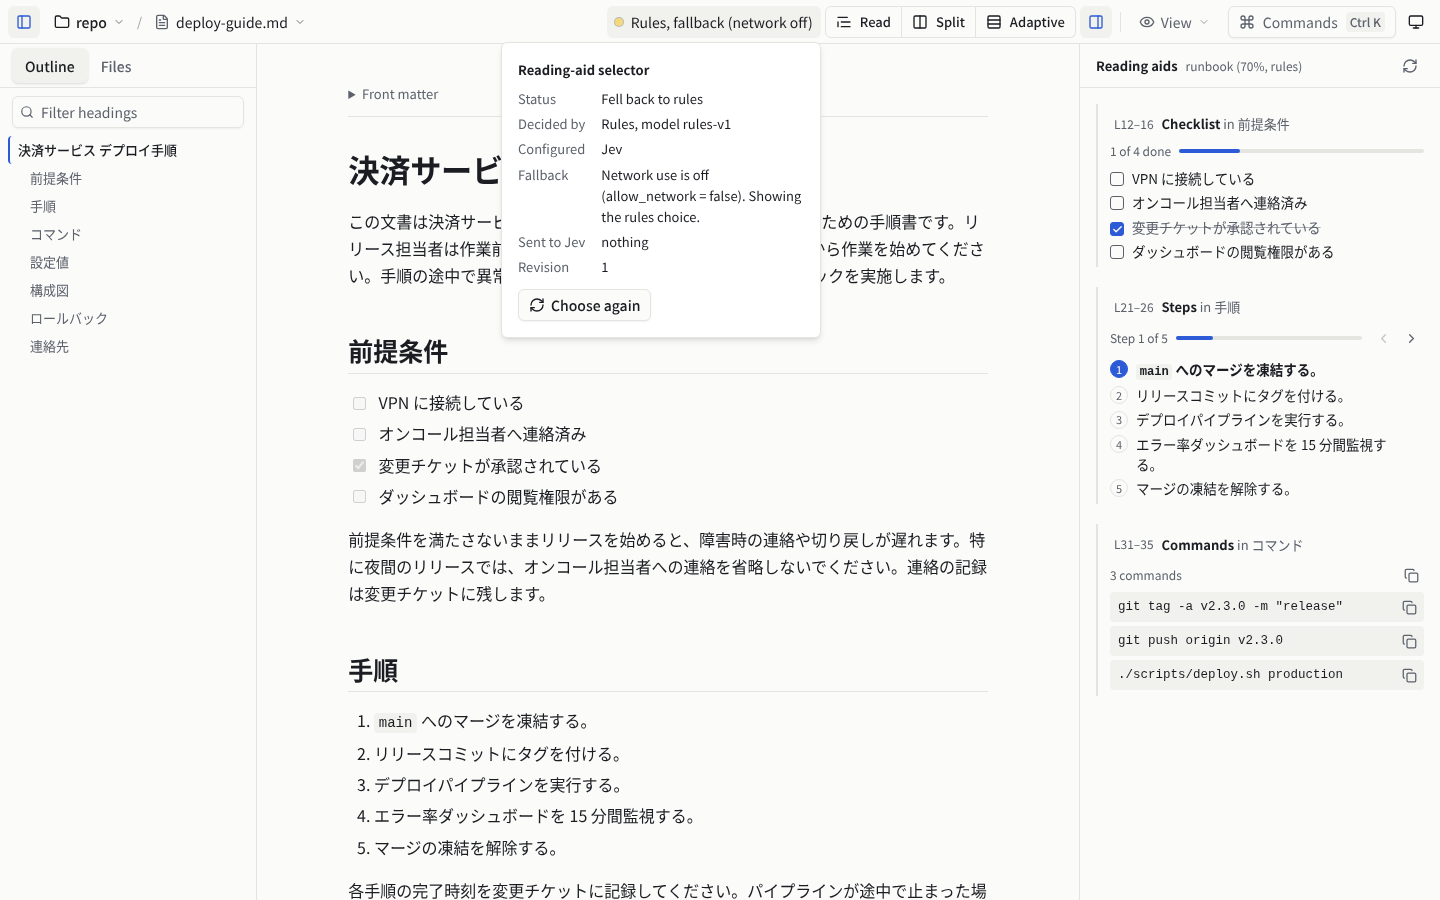 repo / deploy-guide.md
Rules, fallback (network off)
Read
Split
Adaptive
View
Commands Ctrl K
Outline
Files
Filter headings
決済サービス デプロイ手順
前提条件
手順
コマンド
設定値
構成図
ロールバック
連絡先
Reading-aid selector
Status Fell back to rules
Decided by Rules, model rules-v1
Configured Jev
Fallback Network use is off
(allow_network = false). Showing
the rules choice.
Sent to Jev nothing
Revision 1
Choose again
Front matter
決済サービ
この文書は決済サービ ための手順書です。リ
リース担当者は作業前 から作業を始めてくださ
い。手順の途中で異常 ックを実施します。
前提条件
VPN に接続している
オンコール担当者へ連絡済み
変更チケットが承認されている
ダッシュボードの閲覧権限がある
前提条件を満たさないままリリースを始めると、障害時の連絡や切り戻しが遅れます。特
に夜間のリリースでは、オンコール担当者への連絡を省略しないでください。連絡の記録
は変更チケットに残します。
手順
1. main へのマージを凍結する。
2. リリースコミットにタグを付ける。
3. デプロイパイプラインを実行する。
4. エラー率ダッシュボードを 15 分間監視する。
5. マージの凍結を解除する。
各手順の完了時刻を変更チケットに記録してください。パイプラインが途中で止まった場
Reading aids runbook (70%, rules)
L12–16 Checklist in 前提条件
1 of 4 done
VPN に接続している
オンコール担当者へ連絡済み
変更チケットが承認されている
ダッシュボードの閲覧権限がある
L21–26 Steps in 手順
Step 1 of 5
1 main へのマージを凍結する。
2 リリースコミットにタグを付ける。
3 デプロイパイプラインを実行する。
4 エラー率ダッシュボードを 15 分間監視す
る。
5 マージの凍結を解除する。
L31–35 Commands in コマンド
3 commands
git tag -a v2.3.0 -m "release"
git push origin v2.3.0
./scripts/deploy.sh production